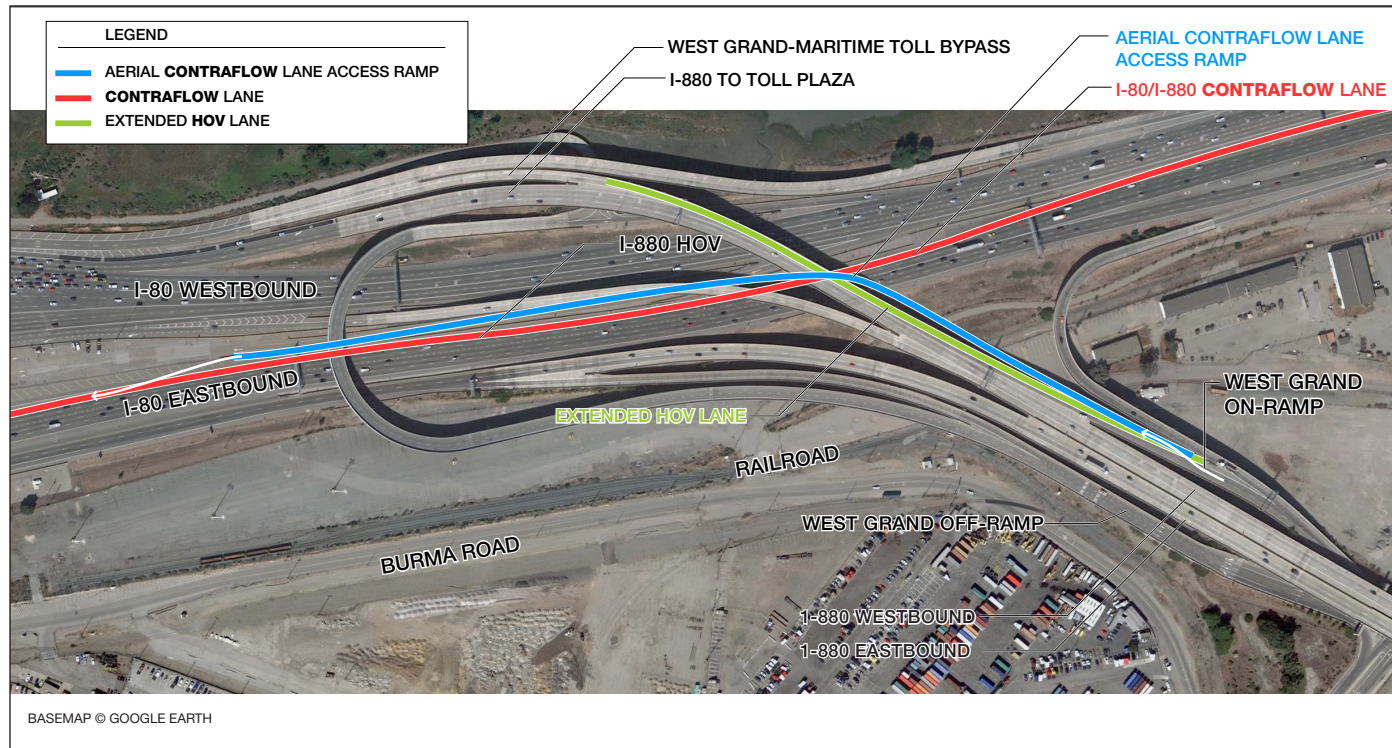 LEGEND
AERIAL CONTRAFLOW LANE ACCESS RAMP
CONTRAFLOW LANE
EXTENDED HOV LANE
WEST GRAND-MARITIME TOLL BYPASS
I-880 TO TOLL PLAZA
AERIAL CONTRAFLOW LANE
ACCESS RAMP
I-80/I-880 CONTRAFLOW LANE
I-880 HOV
I-80 WESTBOUND
I-80 EASTBOUND
EXTENDED HOV LANE
WEST GRAND
ON-RAMP
RAILROAD
WEST GRAND OFF-RAMP
BURMA ROAD
1-880 WESTBOUND
1-880 EASTBOUND
BASEMAP © GOOGLE EARTH